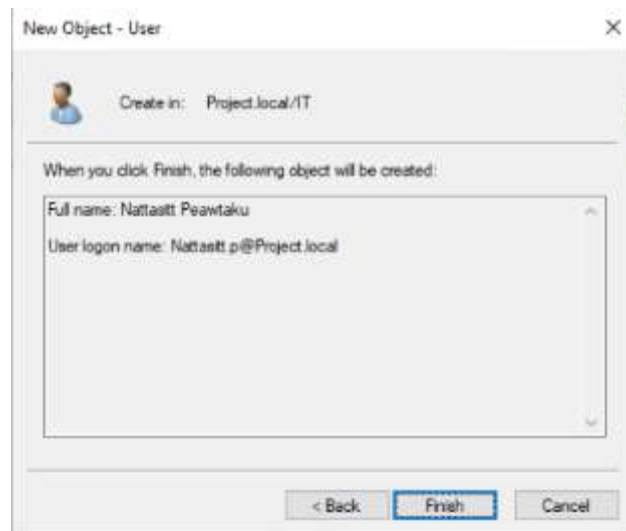 New Object - User
Create in: Project.local/IT
When you click Finish, the following object will be created:
Full name: Nattasitt Peawtaku
User logon name: Nattasitt.p@Project.local
< Back Finish Cancel